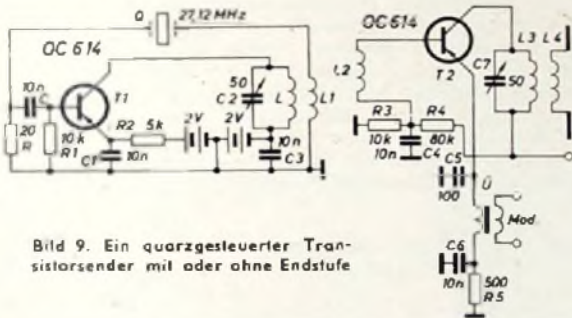 Q
27,12 MHz
OC 614
10n
C
T1
50
C2
L
L1
20
R
10k
R1
R2
5k
2V
2V
C1
10n
10n
C3
OC 614
T2
L2
C7
50
L3
L4
R3
10k
R4
80k
10n
C4
C5
100
Ü
Mod
C6
10n
500
R5
Bild 9. Ein quarzgesteuerter Tran-
sistorsender mit oder ohne Endstufe